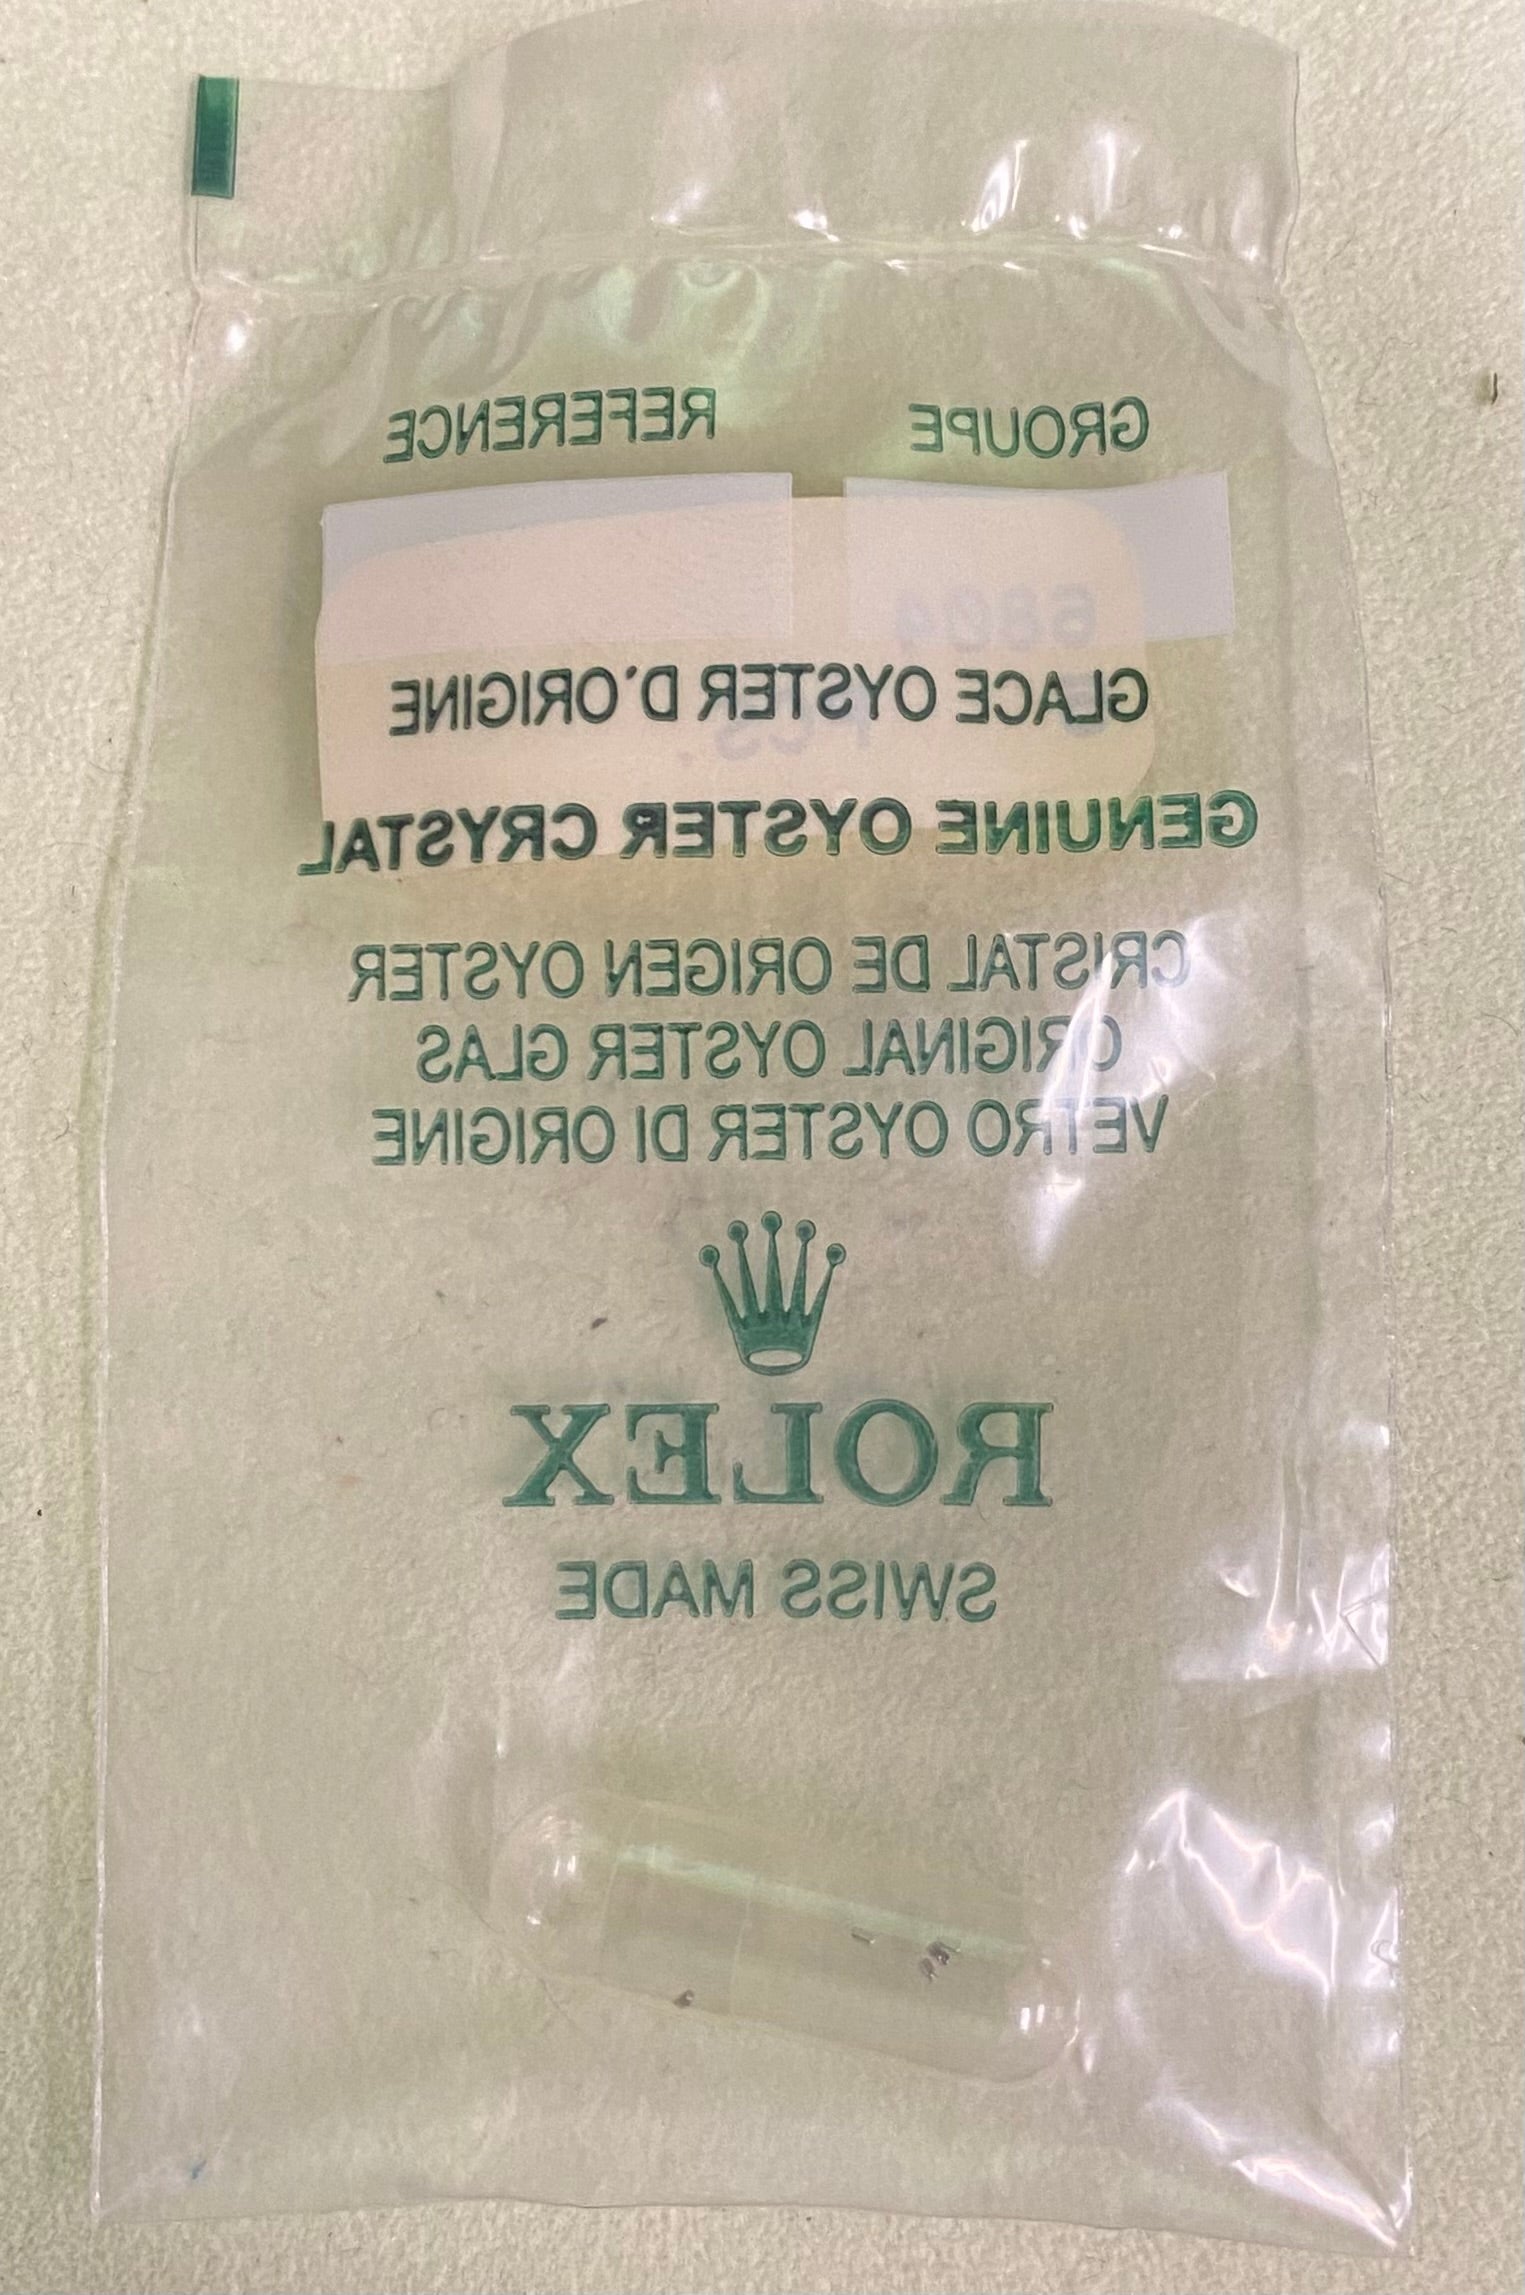 GROUPE REFERENCE
GLACE OYSTER D'ORIGINE
GENUINE OYSTER CRYSTAL
CRISTAL DE ORIGEN OYSTER
ORIGINAL OYSTER GLAS
VETRO OYSTER DI ORIGINE
ROLEX
SWISS MADE